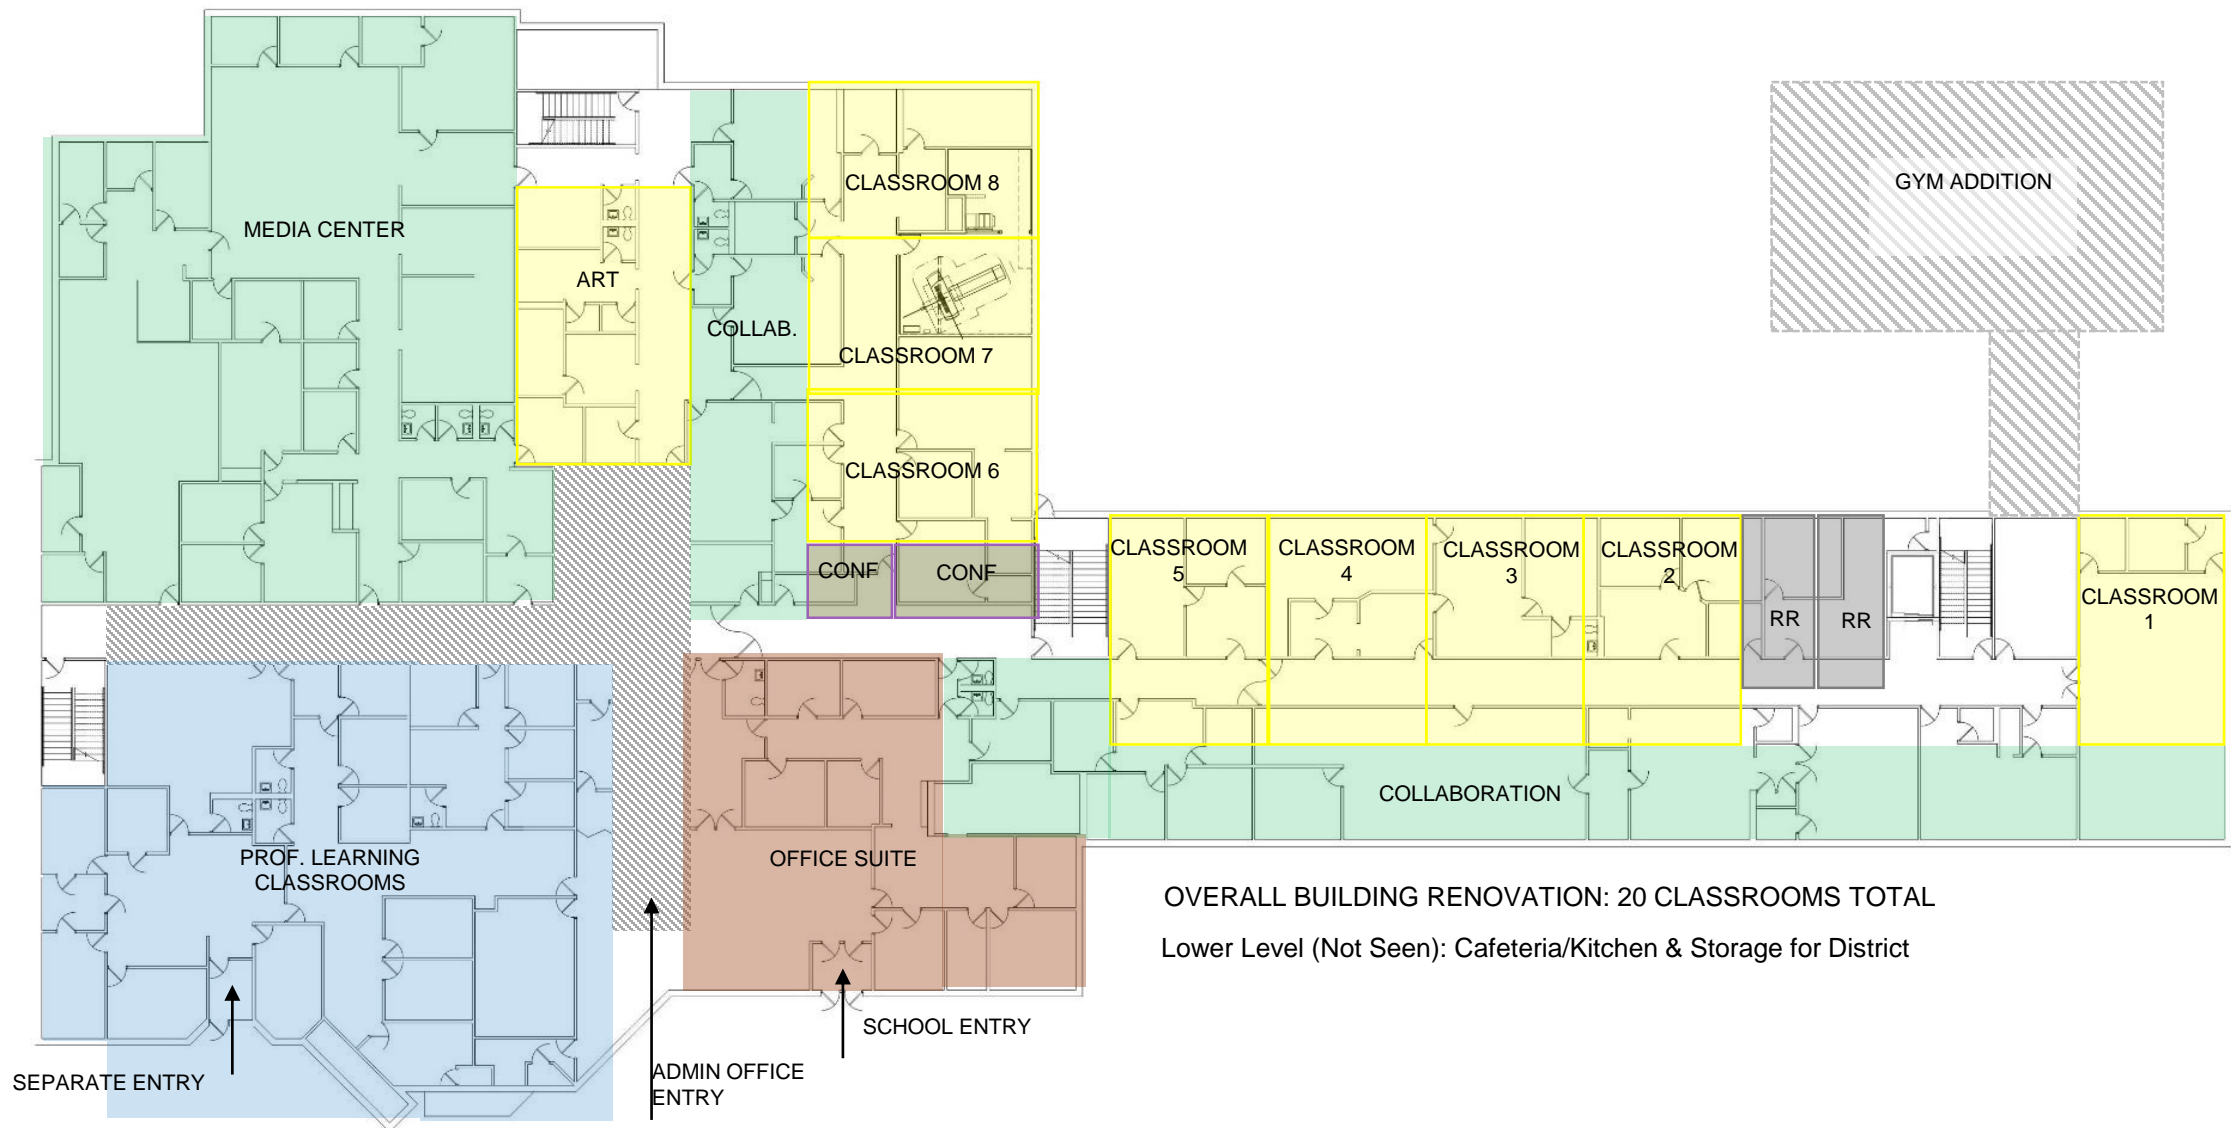 GYM ADDITION
CLASSROOM 8
MEDIA CENTER
ART
COLLAB.
CLASSROOM 7
CLASSROOM 6
CONF
CONF
CLASSROOM
5
CLASSROOM
4
CLASSROOM
3
CLASSROOM
2
RR
RR
CLASSROOM
1
COLLABORATION
PROF. LEARNING
CLASSROOMS
OFFICE SUITE
OVERALL BUILDING RENOVATION: 20 CLASSROOMS TOTAL
Lower Level (Not Seen): Cafeteria/Kitchen & Storage for District
SCHOOL ENTRY
SEPARATE ENTRY
ADMIN OFFICE
ENTRY